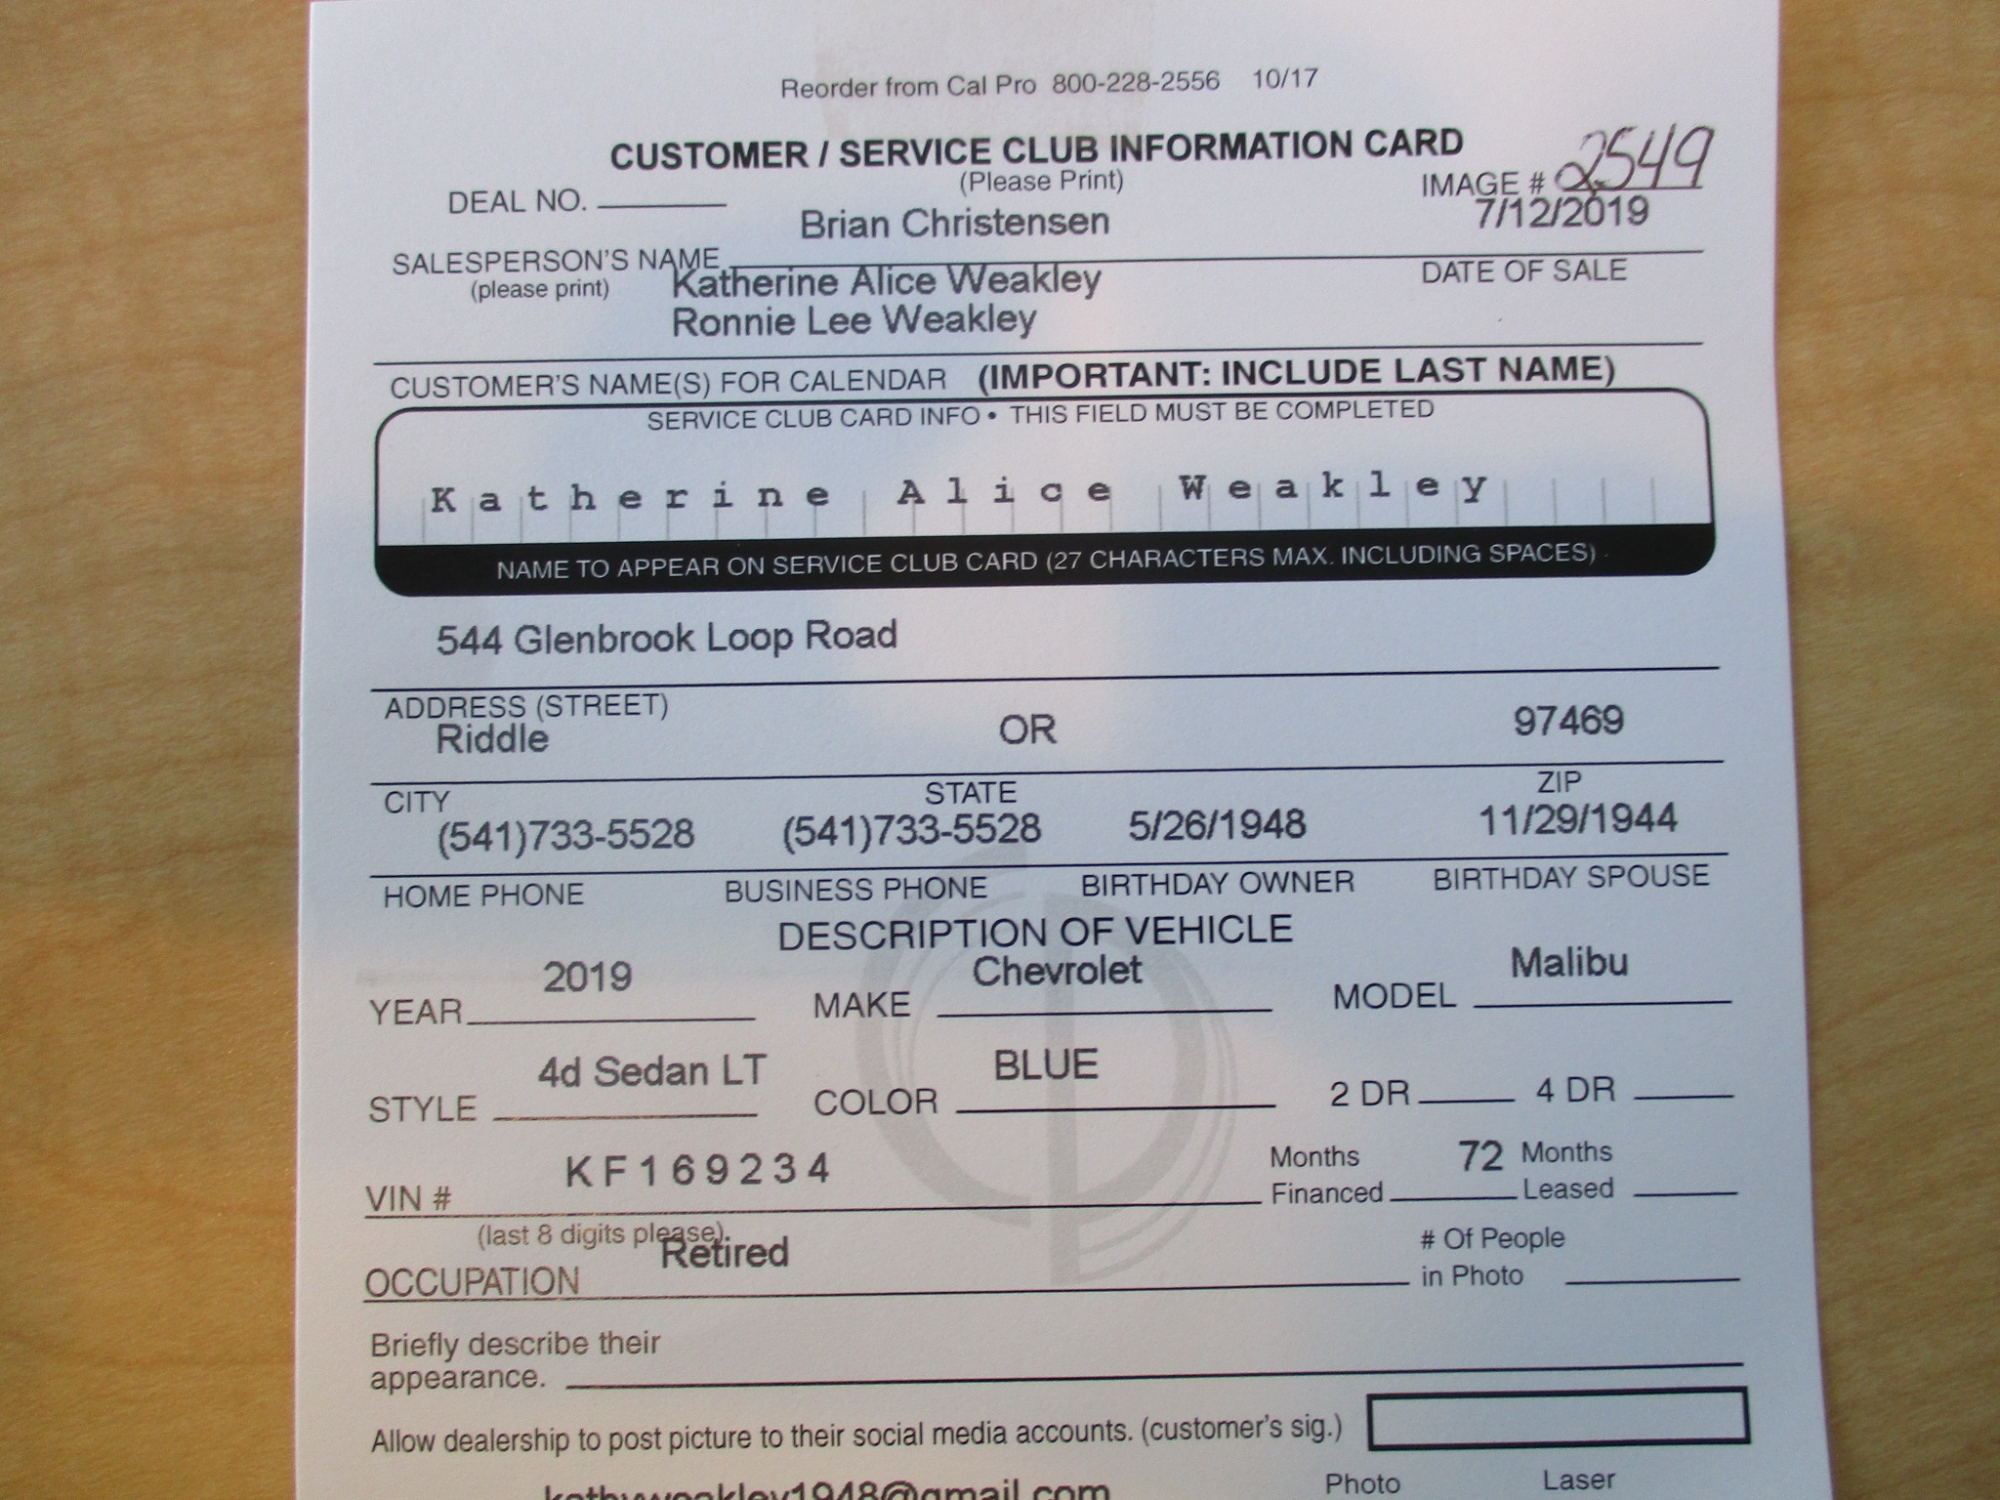 Reorder from Cal Pro 800-228-2556 10/17
CUSTOMER / SERVICE CLUB INFORMATION CARD
(Please Print)
DEAL NO.
IMAGE # 2549
Brian Christensen 7/12/2019
SALESPERSON'S NAME DATE OF SALE
(please print)
Katherine Alice Weakley
Ronnie Lee Weakley
CUSTOMER'S NAME(S) FOR CALENDAR (IMPORTANT: INCLUDE LAST NAME)
SERVICE CLUB CARD INFO • THIS FIELD MUST BE COMPLETED
Katherine Alice Weakley
NAME TO APPEAR ON SERVICE CLUB CARD (27 CHARACTERS MAX. INCLUDING SPACES)
544 Glenbrook Loop Road
ADDRESS (STREET)
Riddle OR 97469
CITY STATE ZIP
(541)733-5528 (541)733-5528 5/26/1948 11/29/1944
HOME PHONE BUSINESS PHONE BIRTHDAY OWNER BIRTHDAY SPOUSE
DESCRIPTION OF VEHICLE
YEAR 2019 MAKE Chevrolet MODEL Malibu
STYLE 4d Sedan LT COLOR BLUE 2 DR 4 DR
VIN # KF169234 Months Financed 72 Months Leased
(last 8 digits please).
OCCUPATION Retired # Of People in Photo
Briefly describe their
appearance.
Allow dealership to post picture to their social media accounts. (customer's sig.)
kathyweakley1948@gmail.com Photo Laser